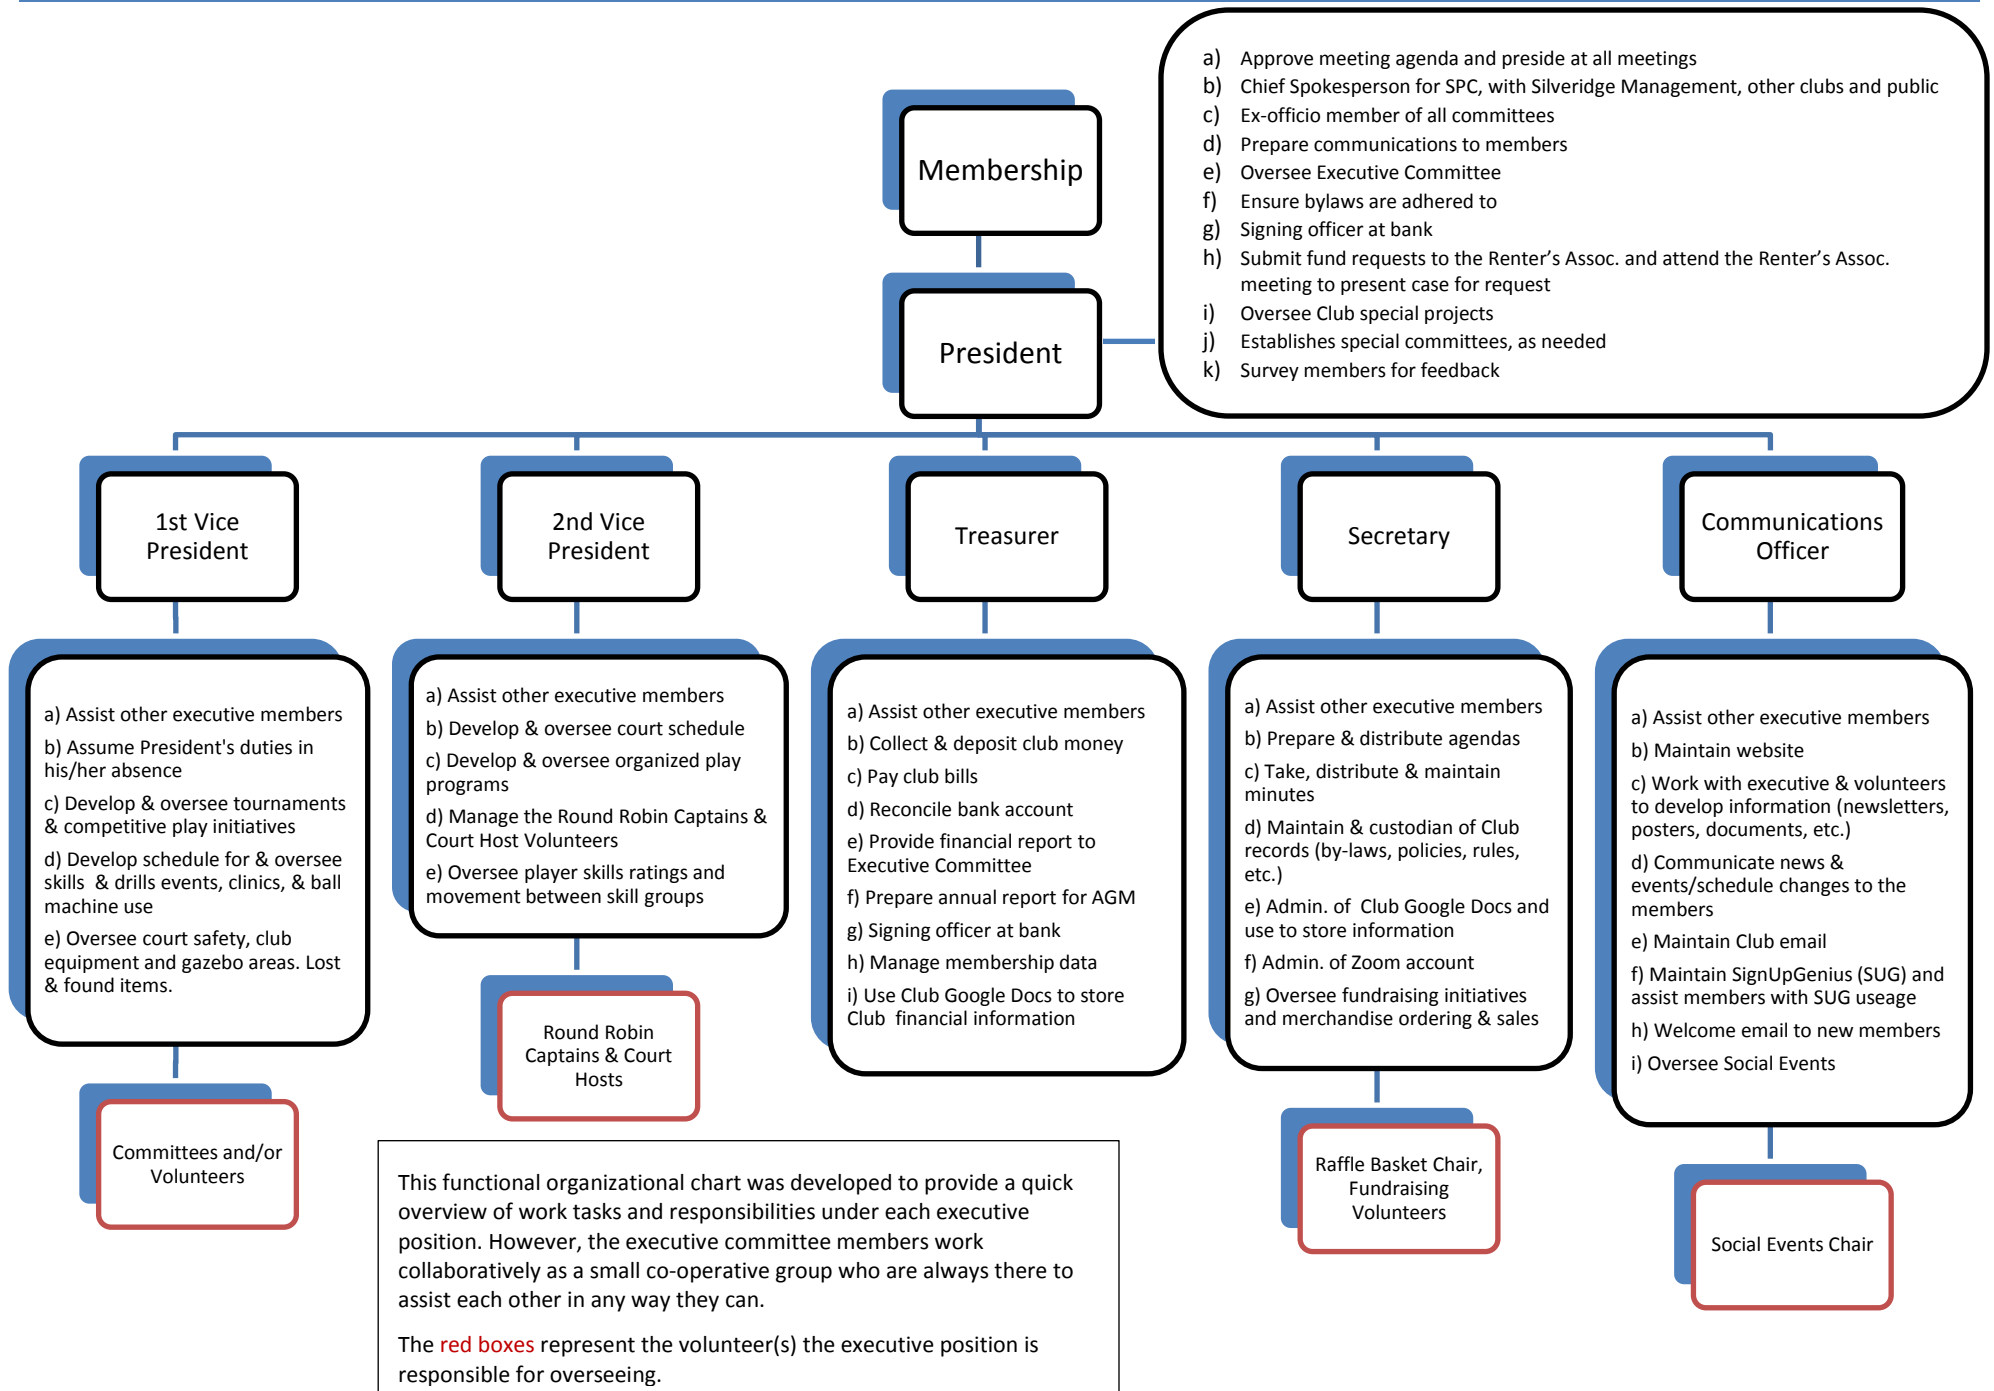 a) Approve meeting agenda and preside at all meetings
b) Chief Spokesperson for SPC, with Silveridge Management, other clubs and public
c) Ex-officio member of all committees
d) Prepare communications to members
e) Oversee Executive Committee
f) Ensure bylaws are adhered to
g) Signing officer at bank
h) Submit fund requests to the Renter’s Assoc. and attend the Renter’s Assoc.
meeting to present case for request
i) Oversee Club special projects
j) Establishes special committees, as needed
k) Survey members for feedback
Membership
President
1st Vice
President
2nd Vice
President
Treasurer
Secretary
Communications
Officer
a) Assist other executive members
b) Assume President's duties in
his/her absence
c) Develop & oversee tournaments
& competitive play initiatives
d) Develop schedule for & oversee
skills & drills events, clinics, & ball
machine use
e) Oversee court safety, club
equipment and gazebo areas. Lost
& found items.
a) Assist other executive members
b) Develop & oversee court schedule
c) Develop & oversee organized play
programs
d) Manage the Round Robin Captains &
Court Host Volunteers
e) Oversee player skills ratings and
movement between skill groups
a) Assist other executive members
b) Collect & deposit club money
c) Pay club bills
d) Reconcile bank account
e) Provide financial report to
Executive Committee
f) Prepare annual report for AGM
g) Signing officer at bank
h) Manage membership data
i) Use Club Google Docs to store
Club financial information
a) Assist other executive members
b) Prepare & distribute agendas
c) Take, distribute & maintain
minutes
d) Maintain & custodian of Club
records (by-laws, policies, rules,
etc.)
e) Admin. of Club Google Docs and
use to store information
f) Admin. of Zoom account
g) Oversee fundraising initiatives
and merchandise ordering & sales
a) Assist other executive members
b) Maintain website
c) Work with executive & volunteers
to develop information (newsletters,
posters, documents, etc.)
d) Communicate news &
events/schedule changes to the
members
e) Maintain Club email
f) Maintain SignUpGenius (SUG) and
assist members with SUG useage
h) Welcome email to new members
i) Oversee Social Events
Committees and/or
Volunteers
Round Robin
Captains & Court
Hosts
Raffle Basket Chair,
Fundraising
Volunteers
Social Events Chair
This functional organizational chart was developed to provide a quick
overview of work tasks and responsibilities under each executive
position. However, the executive committee members work
collaboratively as a small co-operative group who are always there to
assist each other in any way they can.
The red boxes represent the volunteer(s) the executive position is
responsible for overseeing.